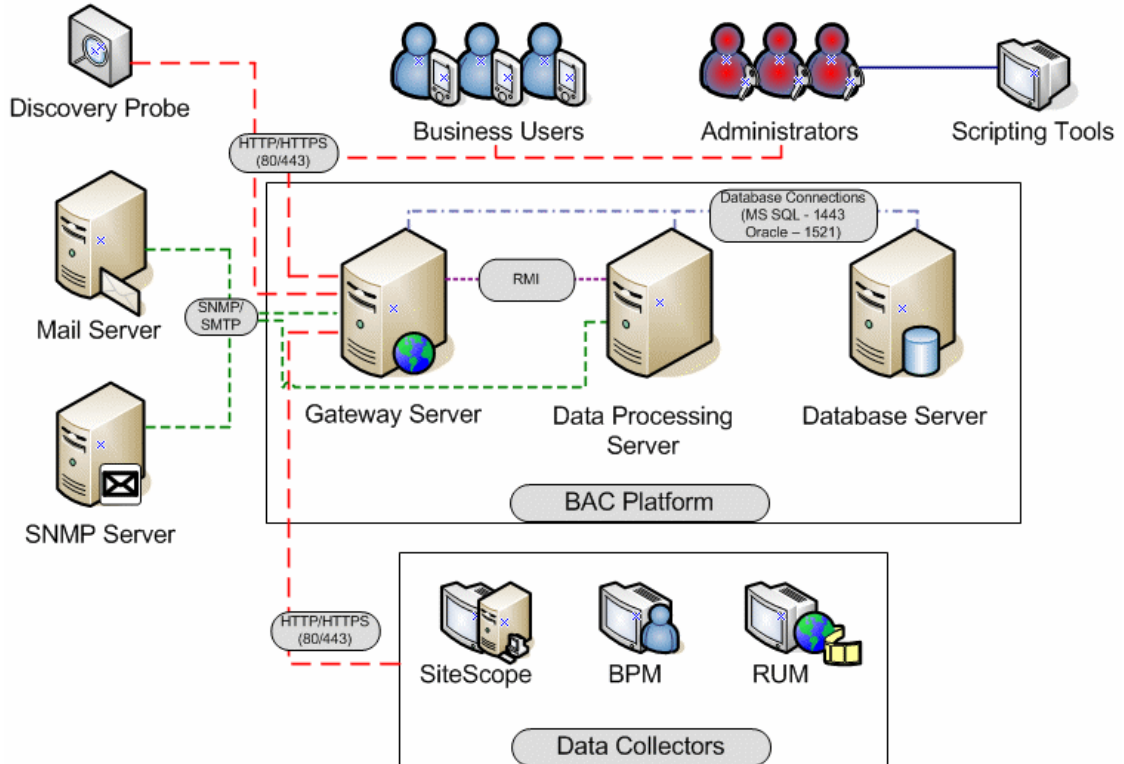 Discovery Probe
Business Users
Administrators
Scripting Tools
HTTP/HTTPS
(80/443)
Database Connections
(MS SQL - 1443
Oracle – 1521)
RMI
Mail Server
SNMP/
SMTP
Gateway Server
Data Processing
Server
Database Server
BAC Platform
SNMP Server
HTTP/HTTPS
(80/443)
SiteScope
BPM
RUM
Data Collectors